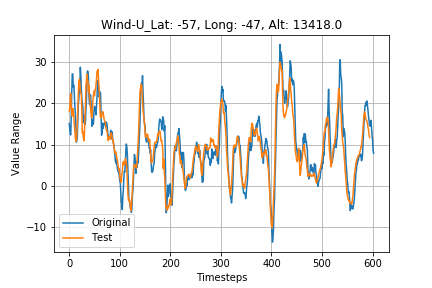 Wind-U_Lat: -57, Long: -47, Alt: 13418.0
Value Range
30
20
10
0
−10
Original
Test
0 100 200 300 400 500 600
Timesteps